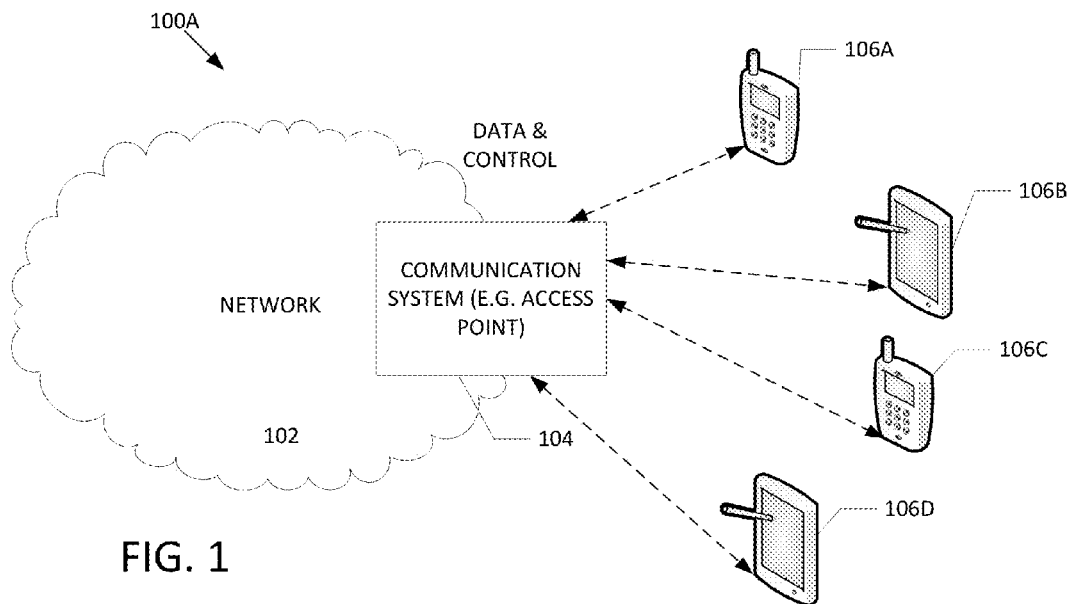 100A
106A
DATA &
CONTROL
106B
COMMUNICATION
SYSTEM (E.G. ACCESS
POINT)
NETWORK
106C
102
104
106D
FIG. 1